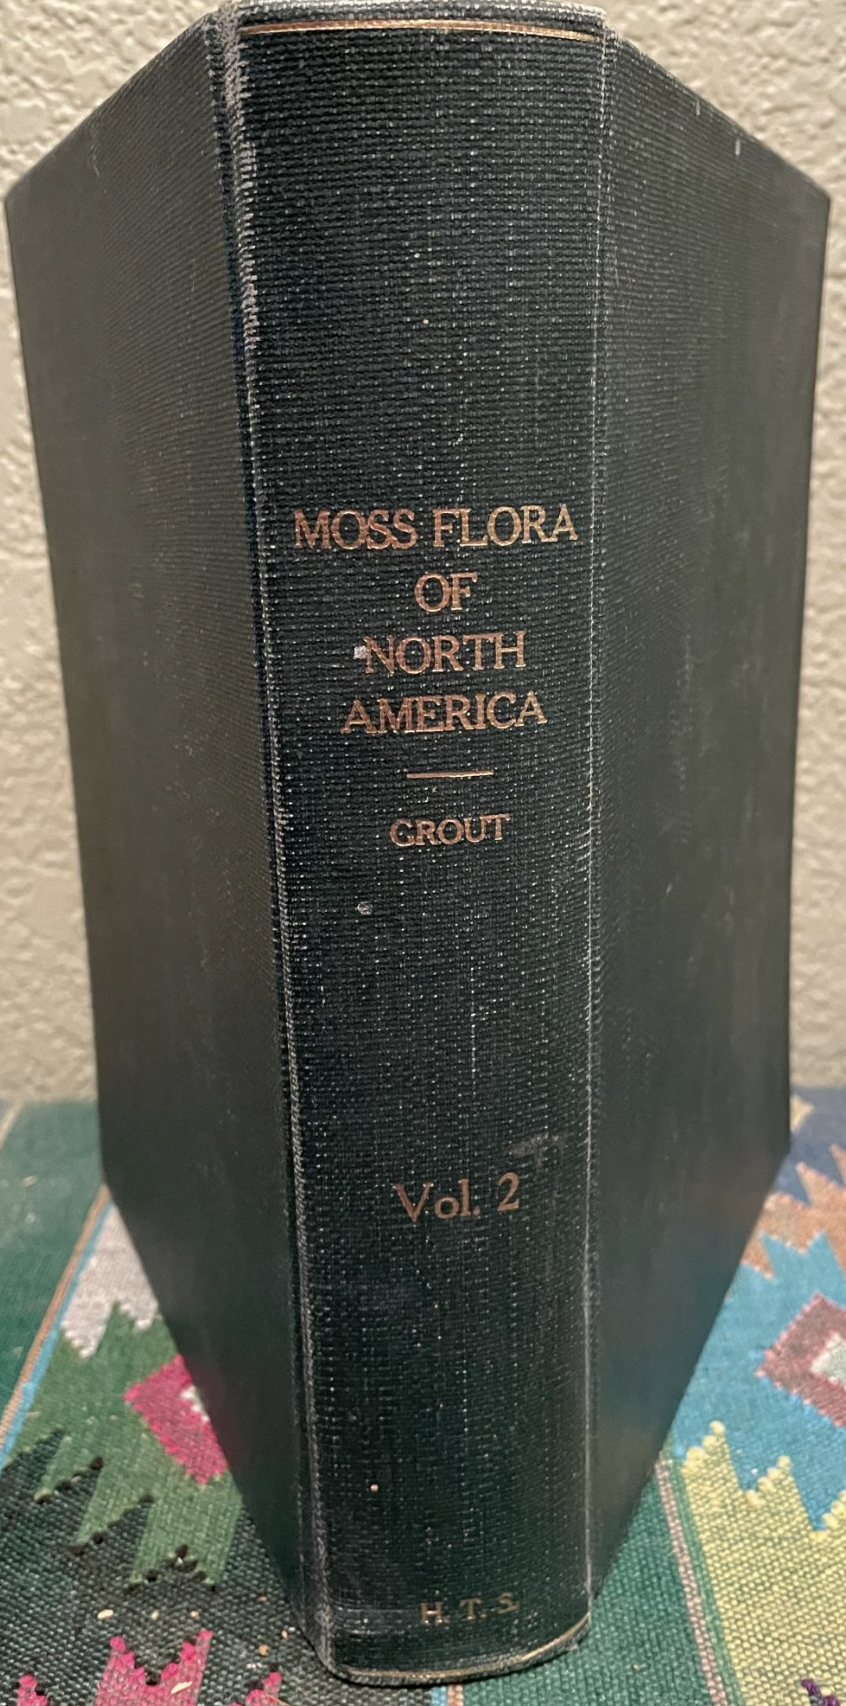 MOSS FLORA
OF
NORTH
AMERICA
GROUT
Vol. 2
H. T. S.